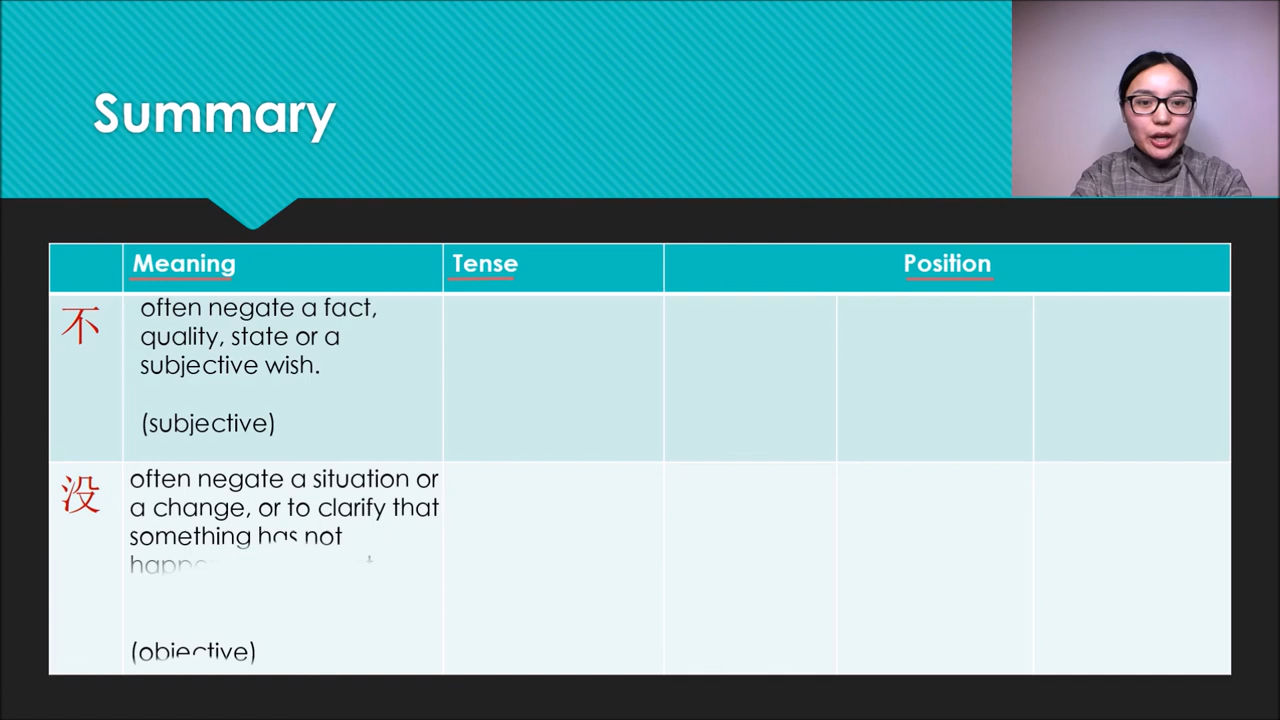 Summary
Meaning
Tense
Position
不
often negate a fact,
quality, state or a
subjective wish.
(subjective)
没
often negate a situation or
a change, or to clarify that
something has not
(objective)